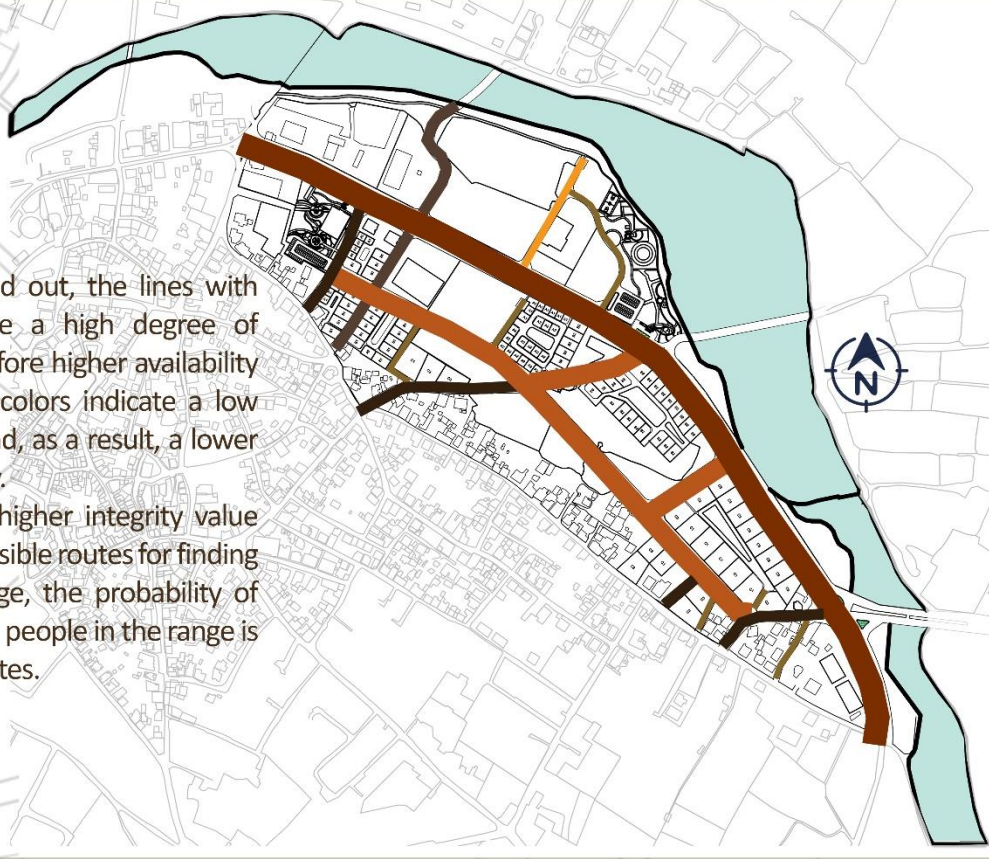 d out, the lines with
e a high degree of
fore higher availability
colors indicate a low
nd, as a result, a lower
.
higher integrity value
sible routes for finding
ge, the probability of
people in the range is
tes.
N